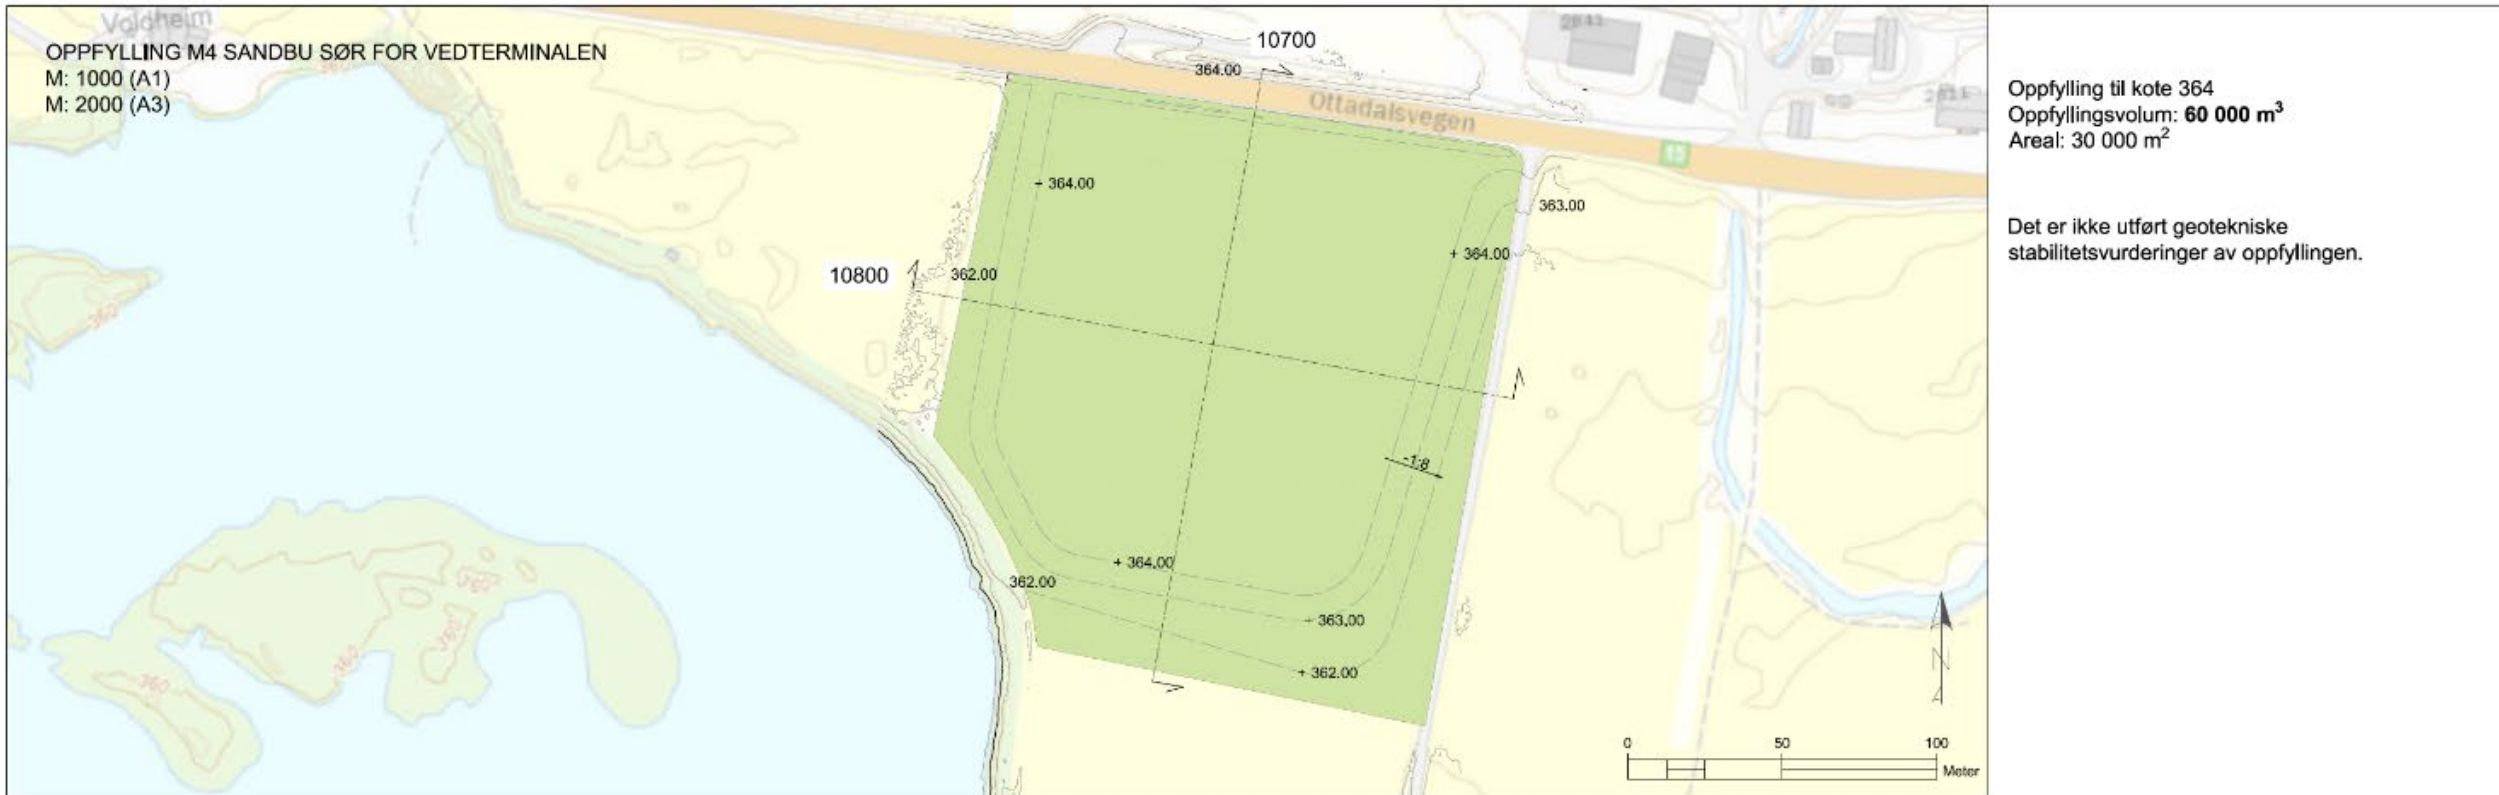 Voldheim
OPPFYLLING M4 SANDBU SØR FOR VEDTERMINALEN
M: 1000 (A1)
M: 2000 (A3)
360
10700
364.00
Ottadalsvegen
15
+ 364.00
363.00
+ 364.00
10800
362.00
360
-1:8
+ 364.00
362.00
+ 363.00
+ 362.00
360
360
360
360
N
0 50 100
Meter
Oppfylling til kote 364
Oppfyllingsvolum: 60 000 m³
Areal: 30 000 m²
Det er ikke utført geotekniske
stabilitetsvurderinger av oppfyllingen.